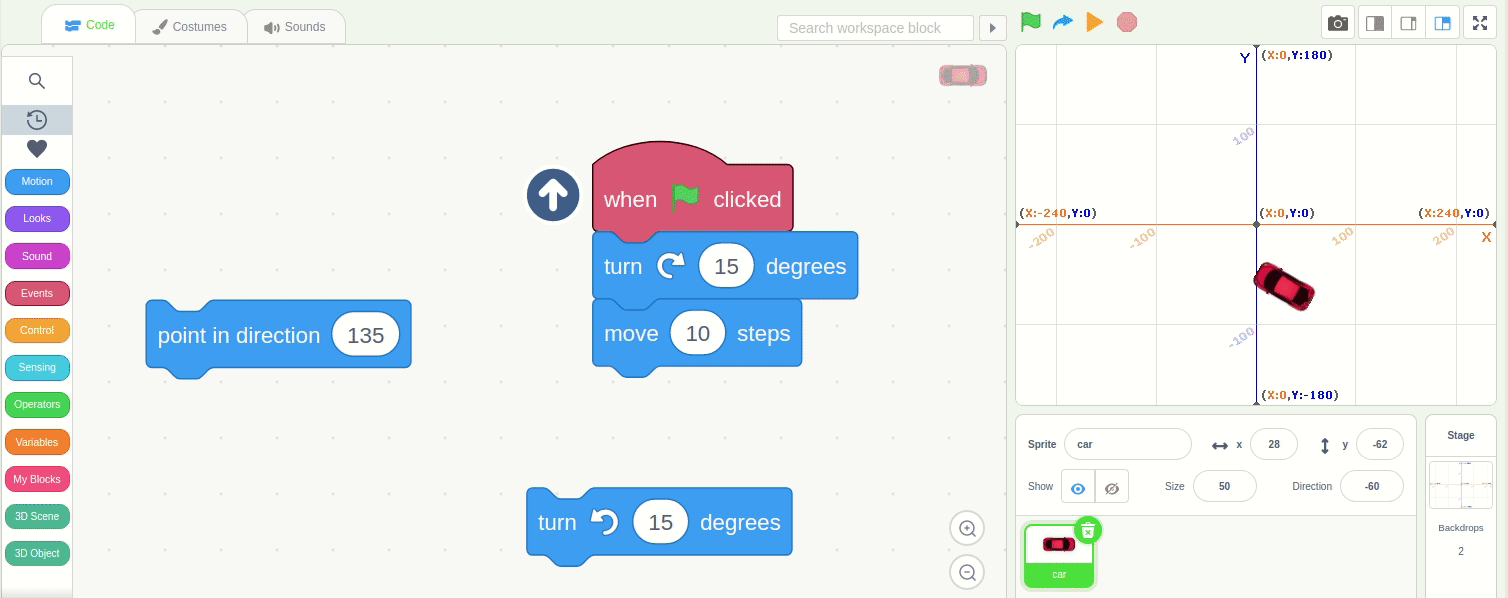 Code
Costumes
Sounds
Search workspace block
Motion
Looks
Sound
Events
Control
Sensing
Operators
Variables
My Blocks
3D Scene
3D Object
when clicked
turn 15 degrees
move 10 steps
point in direction 135
turn 15 degrees
Y
(X:0,Y:180)
100
(X:-240,Y:0)
(X:0,Y:0)
(X:240,Y:0)
-200
-100
100
200
X
-100
(X:0,Y:-180)
Sprite car x 28 y -62
Show Size 50 Direction -60
car
Stage
Backdrops
2